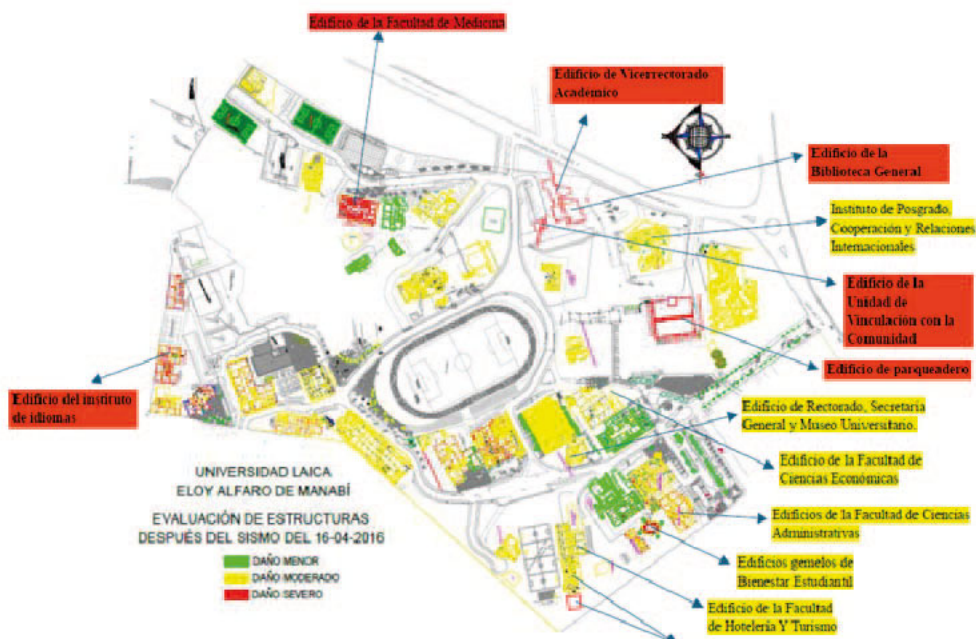 Edificio de la Facultad de Medicina
Edificio de Vicerrectorado
Academico
Edificio de la
Biblioteca General
Instituto de Posgrado,
Cooperación y Relaciones
Internacionales
Edificio de la
Unidad de
Vinculación con la
Comunidad
Edificio de parqueadero
Edificio del instituto
de idiomas
Edificio de Rectorado, Secretaria
General y Museo Universitario.
Edificio de la Facultad de
Ciencias Económicas
Edificios de la Facultad de Ciencias
Administrativas
Edificios gemelos de
Bienestar Estudiantil
Edificio de la Facultad
de Hotelería Y Turismo
UNIVERSIDAD LAICA
ELOY ALFARO DE MANABÍ
EVALUACIÓN DE ESTRUCTURAS
DESPUÉS DEL SISMO DEL 16-04-2016
DAÑO MENOR
DAÑO MODERADO
DAÑO SEVERO